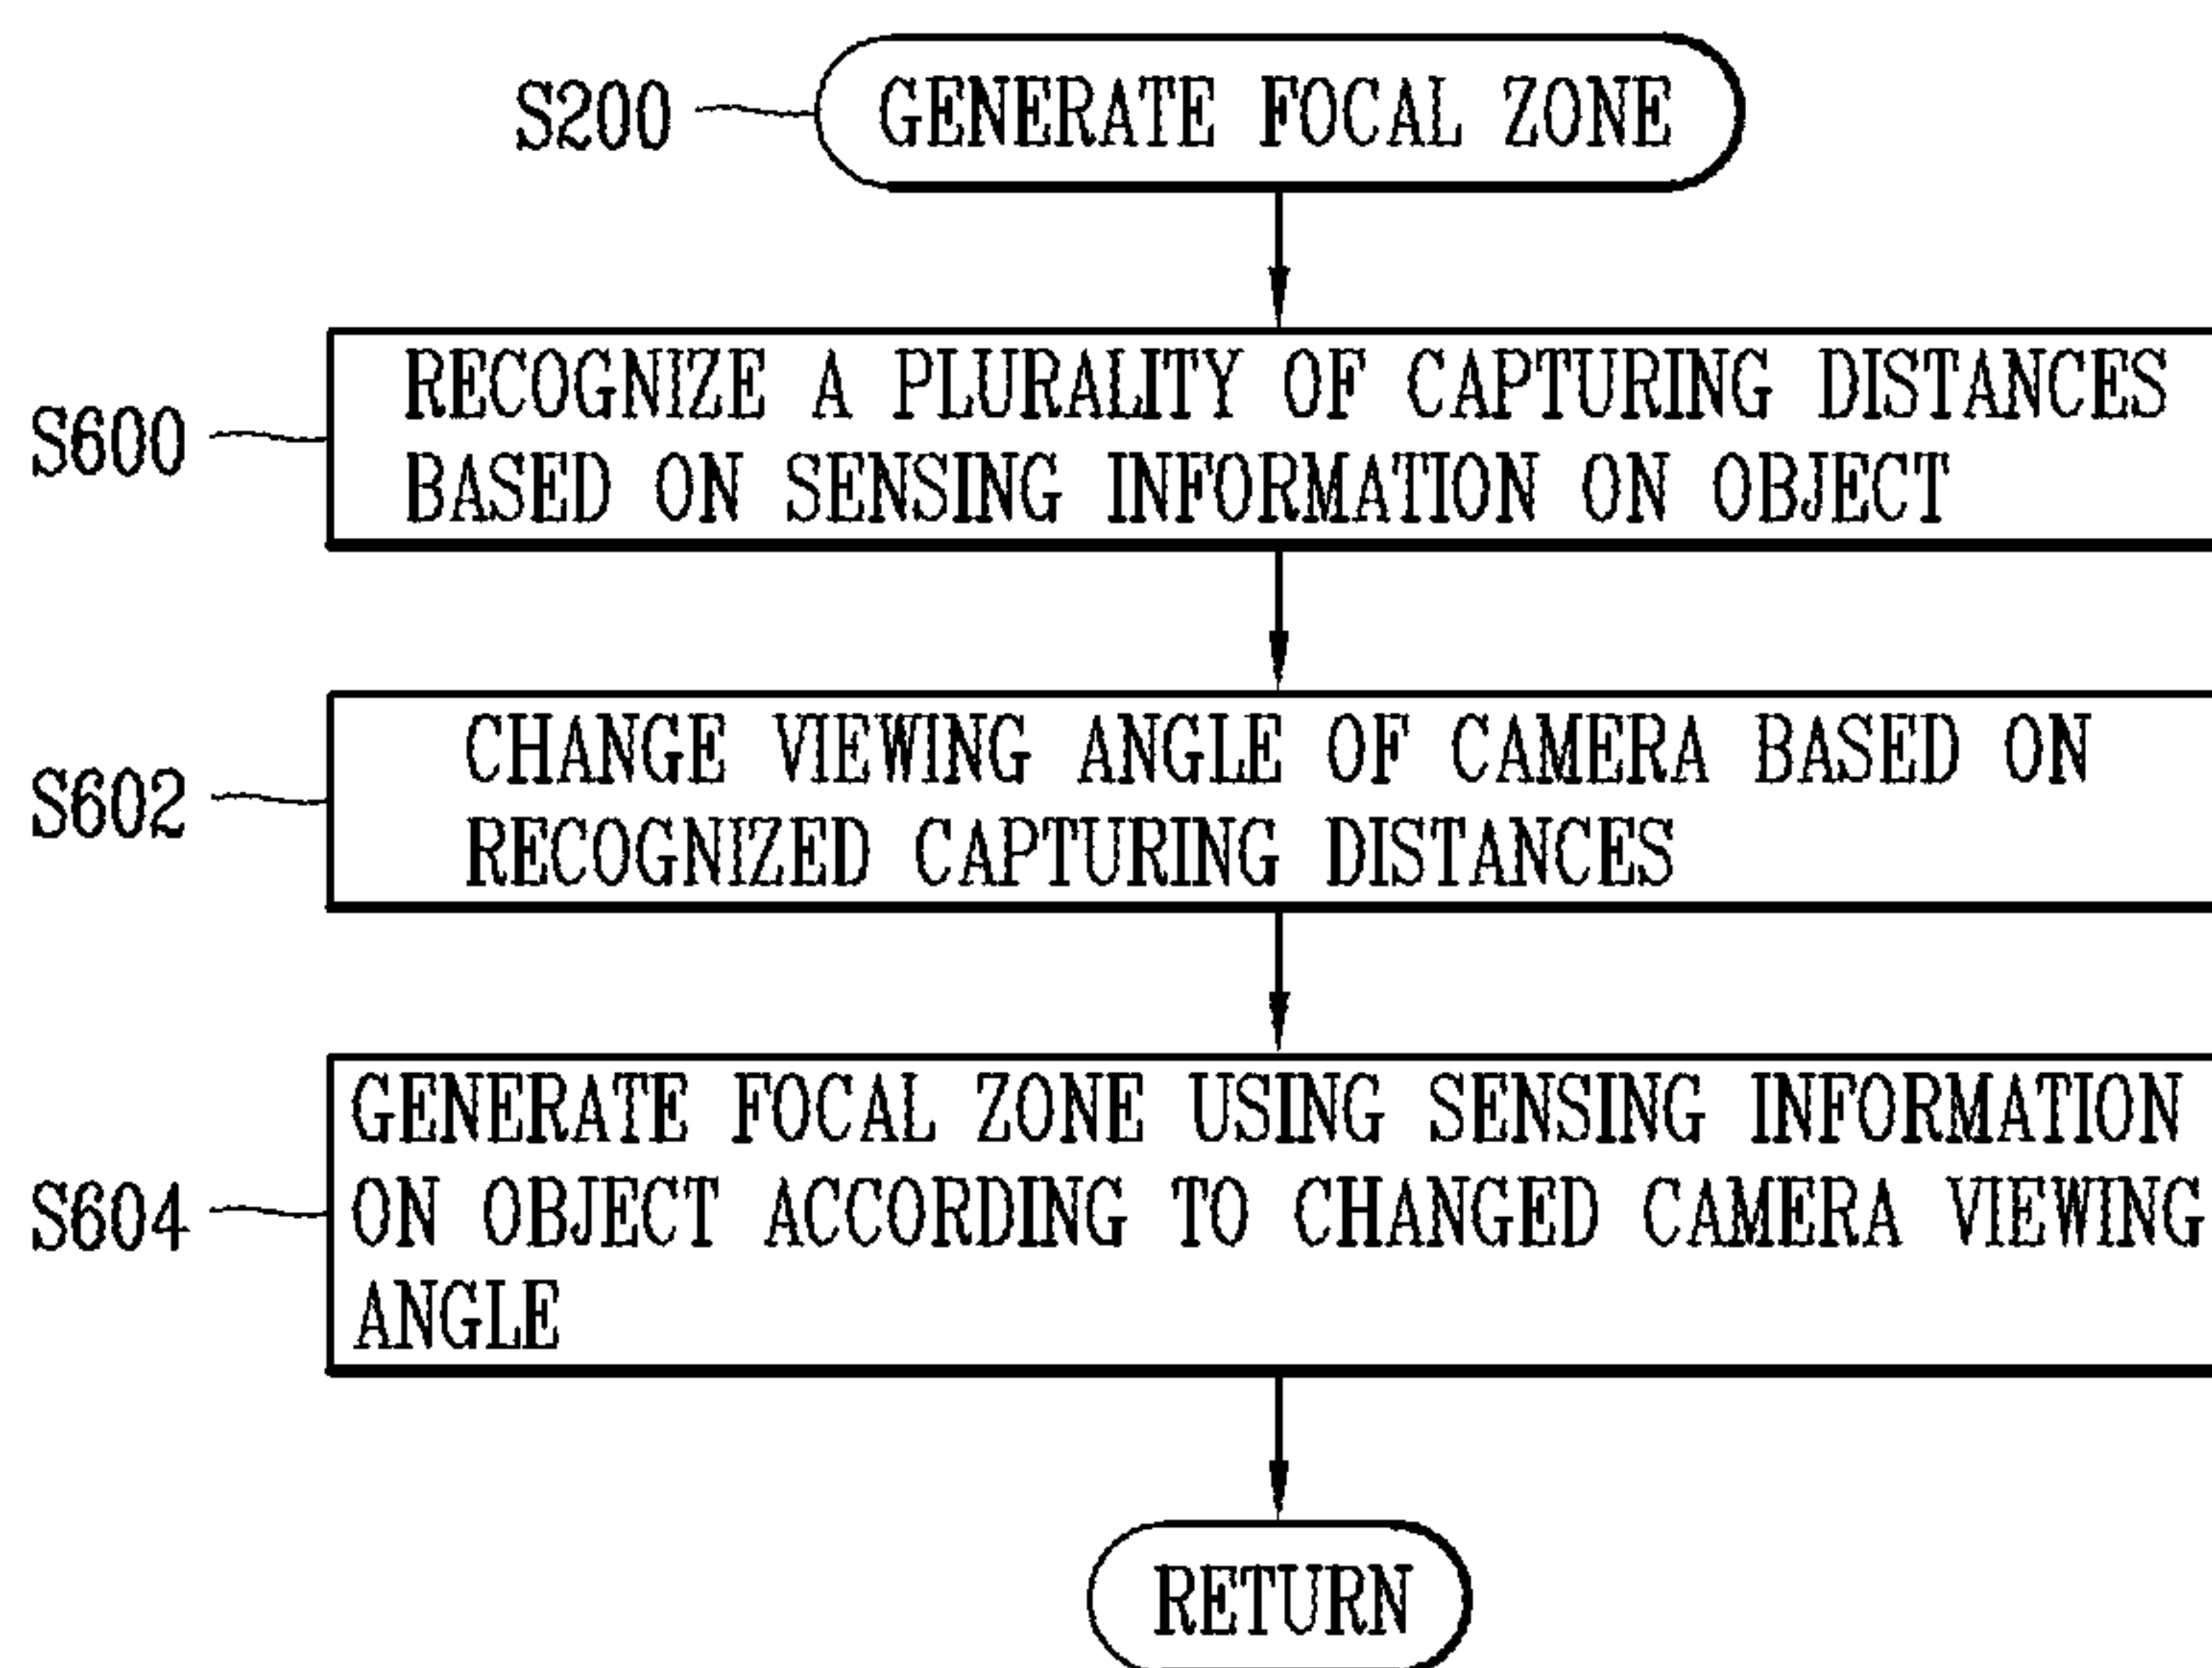 S200
GENERATE FOCAL ZONE
S600
RECOGNIZE A PLURALITY OF CAPTURING DISTANCES
BASED ON SENSING INFORMATION ON OBJECT
S602
CHANGE VIEWING ANGLE OF CAMERA BASED ON
RECOGNIZED CAPTURING DISTANCES
S604
GENERATE FOCAL ZONE USING SENSING INFORMATION
ON OBJECT ACCORDING TO CHANGED CAMERA VIEWING
ANGLE
RETURN